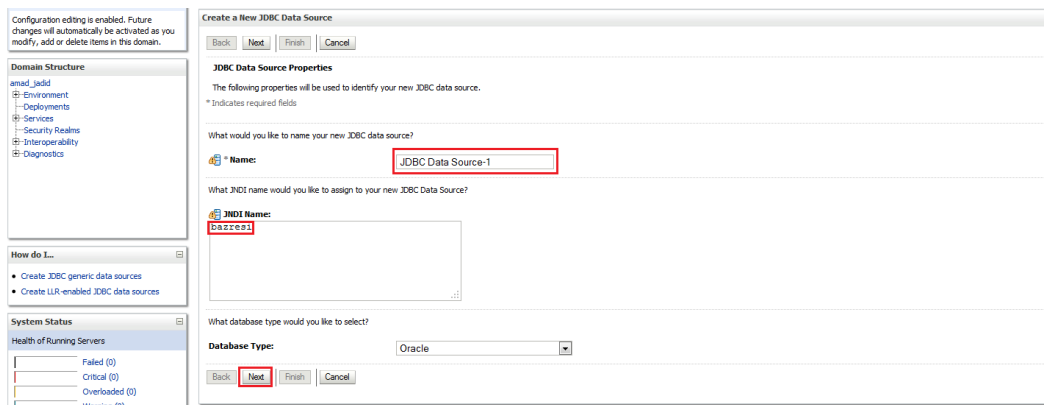 Configuration editing is enabled. Future
changes will automatically be activated as you
modify, add or delete items in this domain.
Domain Structure
amad_jadid
Environment
Deployments
Services
Security Realms
Interoperability
Diagnostics
How do I...
Create JDBC generic data sources
Create LLR-enabled JDBC data sources
System Status
Health of Running Servers
Failed (0)
Critical (0)
Overloaded (0)
Warning (0)
Create a New JDBC Data Source
Back Next Finish Cancel
JDBC Data Source Properties
The following properties will be used to identify your new JDBC data source.
* Indicates required fields
What would you like to name your new JDBC data source?
* Name: JDBC Data Source-1
What JNDI name would you like to assign to your new JDBC Data Source?
JNDI Name:
bazresi
What database type would you like to select?
Database Type: Oracle
Back Next Finish Cancel